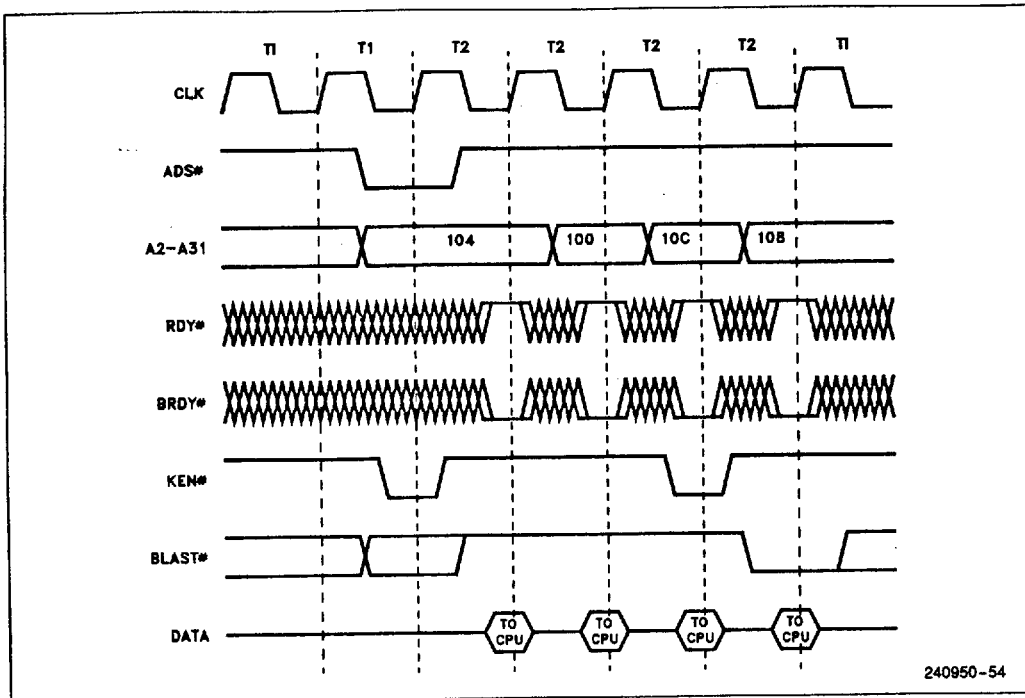 TI T1 T2 T2 T2 T2 TI
CLK
ADS#
A2-A31 104 100 10C 108
RDY#
BRDY#
KEN#
BLAST#
DATA TO CPU TO CPU TO CPU TO CPU
240950-54